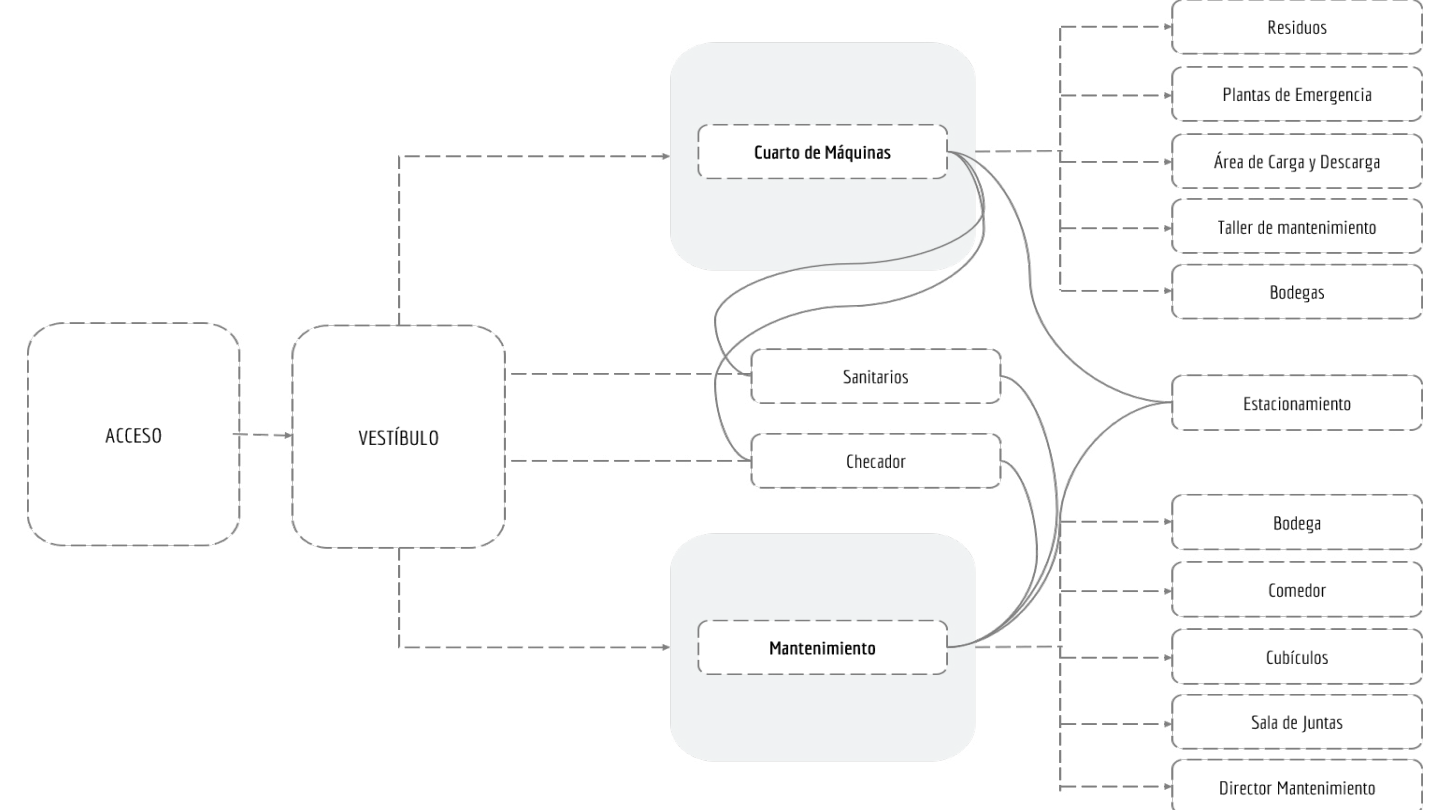 ACCESO
VESTÍBULO
Cuarto de Máquinas
Sanitarios
Checador
Mantenimiento
Residuos
Plantas de Emergencia
Área de Carga y Descarga
Taller de mantenimiento
Bodegas
Estacionamiento
Bodega
Comedor
Cubículos
Sala de Juntas
Director Mantenimiento